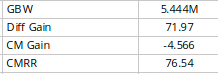 GBW 5.444M
Diff Gain 71.97
CM Gain -4.566
CMRR 76.54